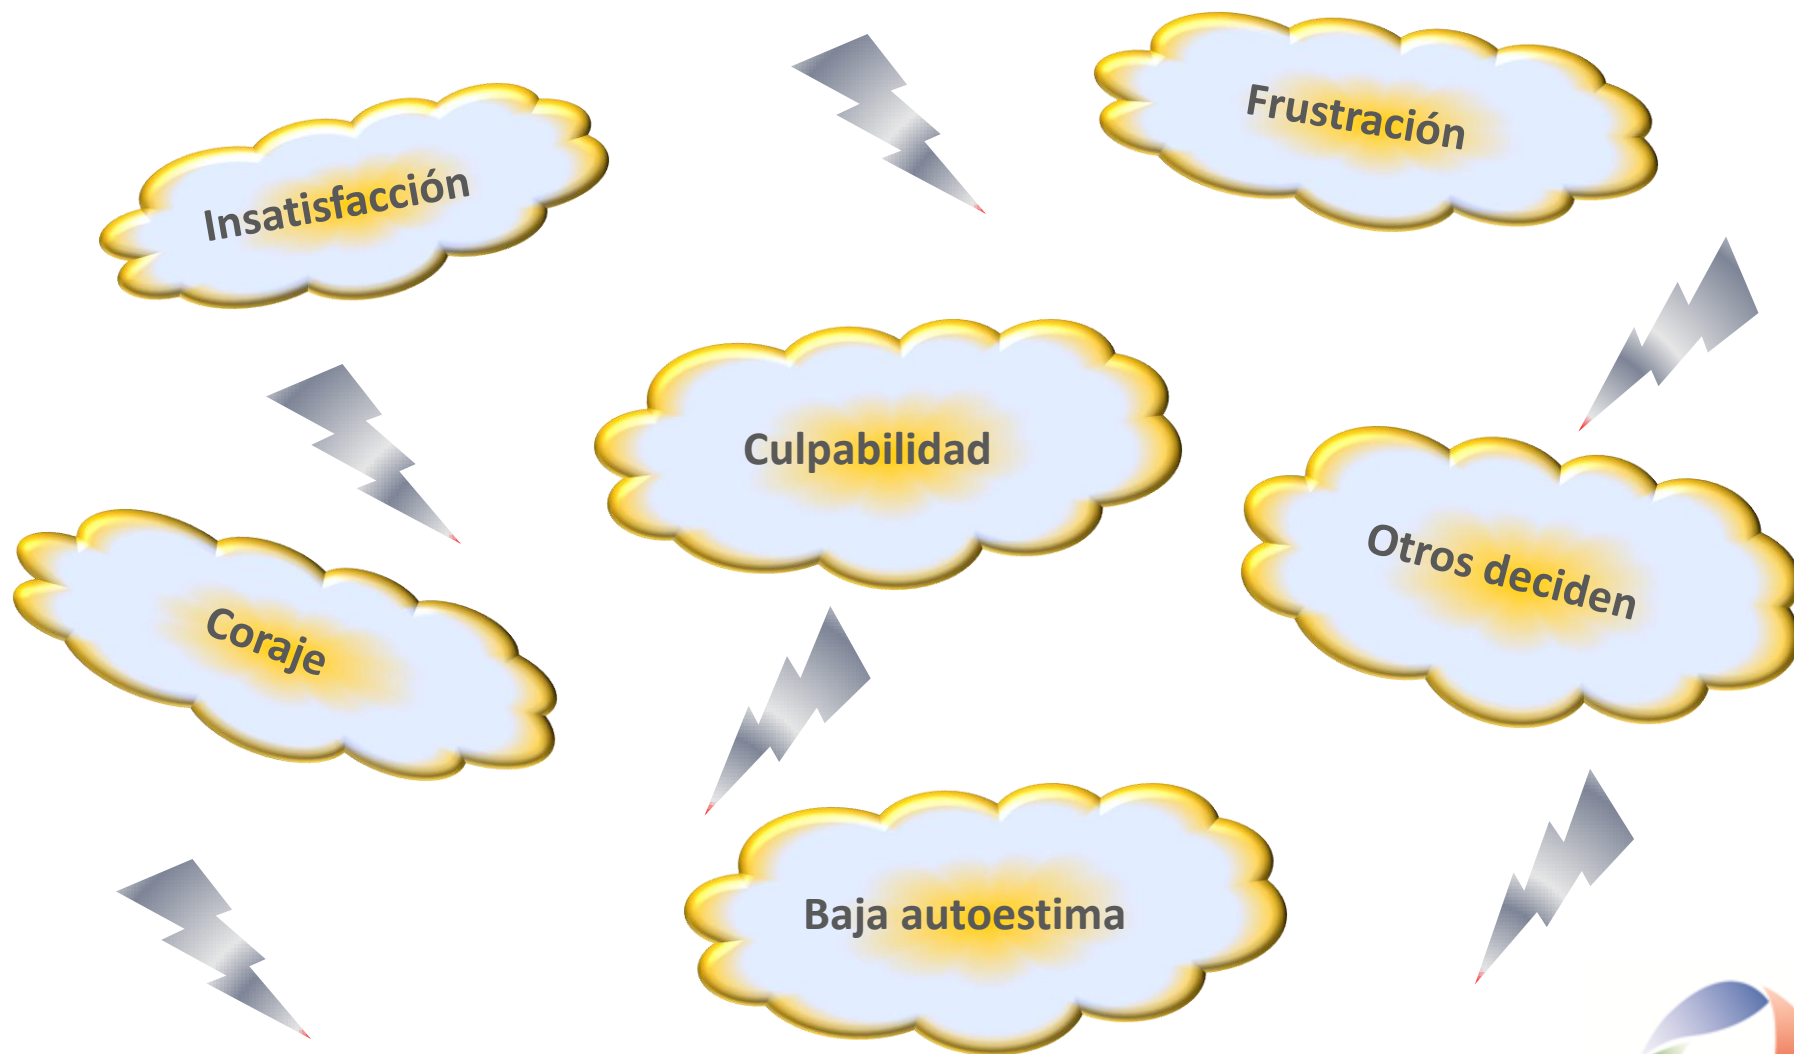 Insatisfacción
Frustración
Culpabilidad
Otros deciden
Coraje
Baja autoestima